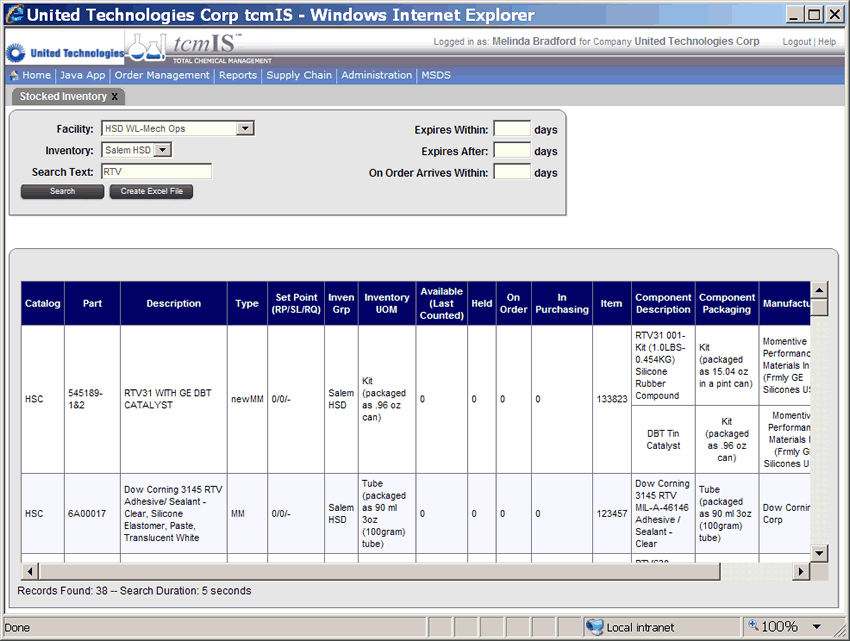 United Technologies Corp tcmIS - Windows Internet Explorer
United Technologies
tcmIS™
TOTAL CHEMICAL MANAGEMENT
Logged in as: Melinda Bradford for Company United Technologies Corp
Logout | Help
Home | Java App | Order Management | Reports | Supply Chain | Administration | MSDS
Stocked Inventory X
Facility: HSD WL-Mech Ops
Expires Within: days
Inventory: Salem HSD
Expires After: days
Search Text: RTV
On Order Arrives Within: days
Search
Create Excel File
Catalog
Part
Description
Type
Set Point
(RP/SL/RQ)
Inven
Grp
Inventory
UOM
Available
(Last
Counted)
Held
On
Order
In
Purchasing
Item
Component
Description
Component
Packaging
Manufactu
HSC
545189-
1&2
RTV31 WITH GE DBT
CATALYST
newMM
0/0/-
Salem
HSD
Kit
(packaged
as .96 oz
can)
0
0
0
0
133823
RTV31 001-
Kit (1.0LBS-
0.454KG)
Silicone
Rubber
Compound
Kit
(packaged
as 15.04 oz
in a pint can)
Momentive
Performanc
Materials In
(Frmly GE
Silicones US
DBT Tin
Catalyst
Kit
(packaged
as .96 oz
can)
Momentiv
Performan
Materials I
(Frmly G
Silicones U
HSC
6A00017
Dow Corning 3145 RTV
Adhesive/ Sealant -
Clear, Silicone
Elastomer, Paste,
Translucent White
MM
0/0/-
Salem
HSD
Tube
(packaged
as 90 ml
3oz
(100gram)
tube)
0
0
0
0
123457
Dow Corning
3145 RTV
MIL-A-46146
Adhesive /
Sealant -
Clear
Tube
(packaged
as 90 ml 3oz
(100gram)
tube)
Dow Cornin
Corp
Records Found: 38 -- Search Duration: 5 seconds
Done
Local intranet
100%